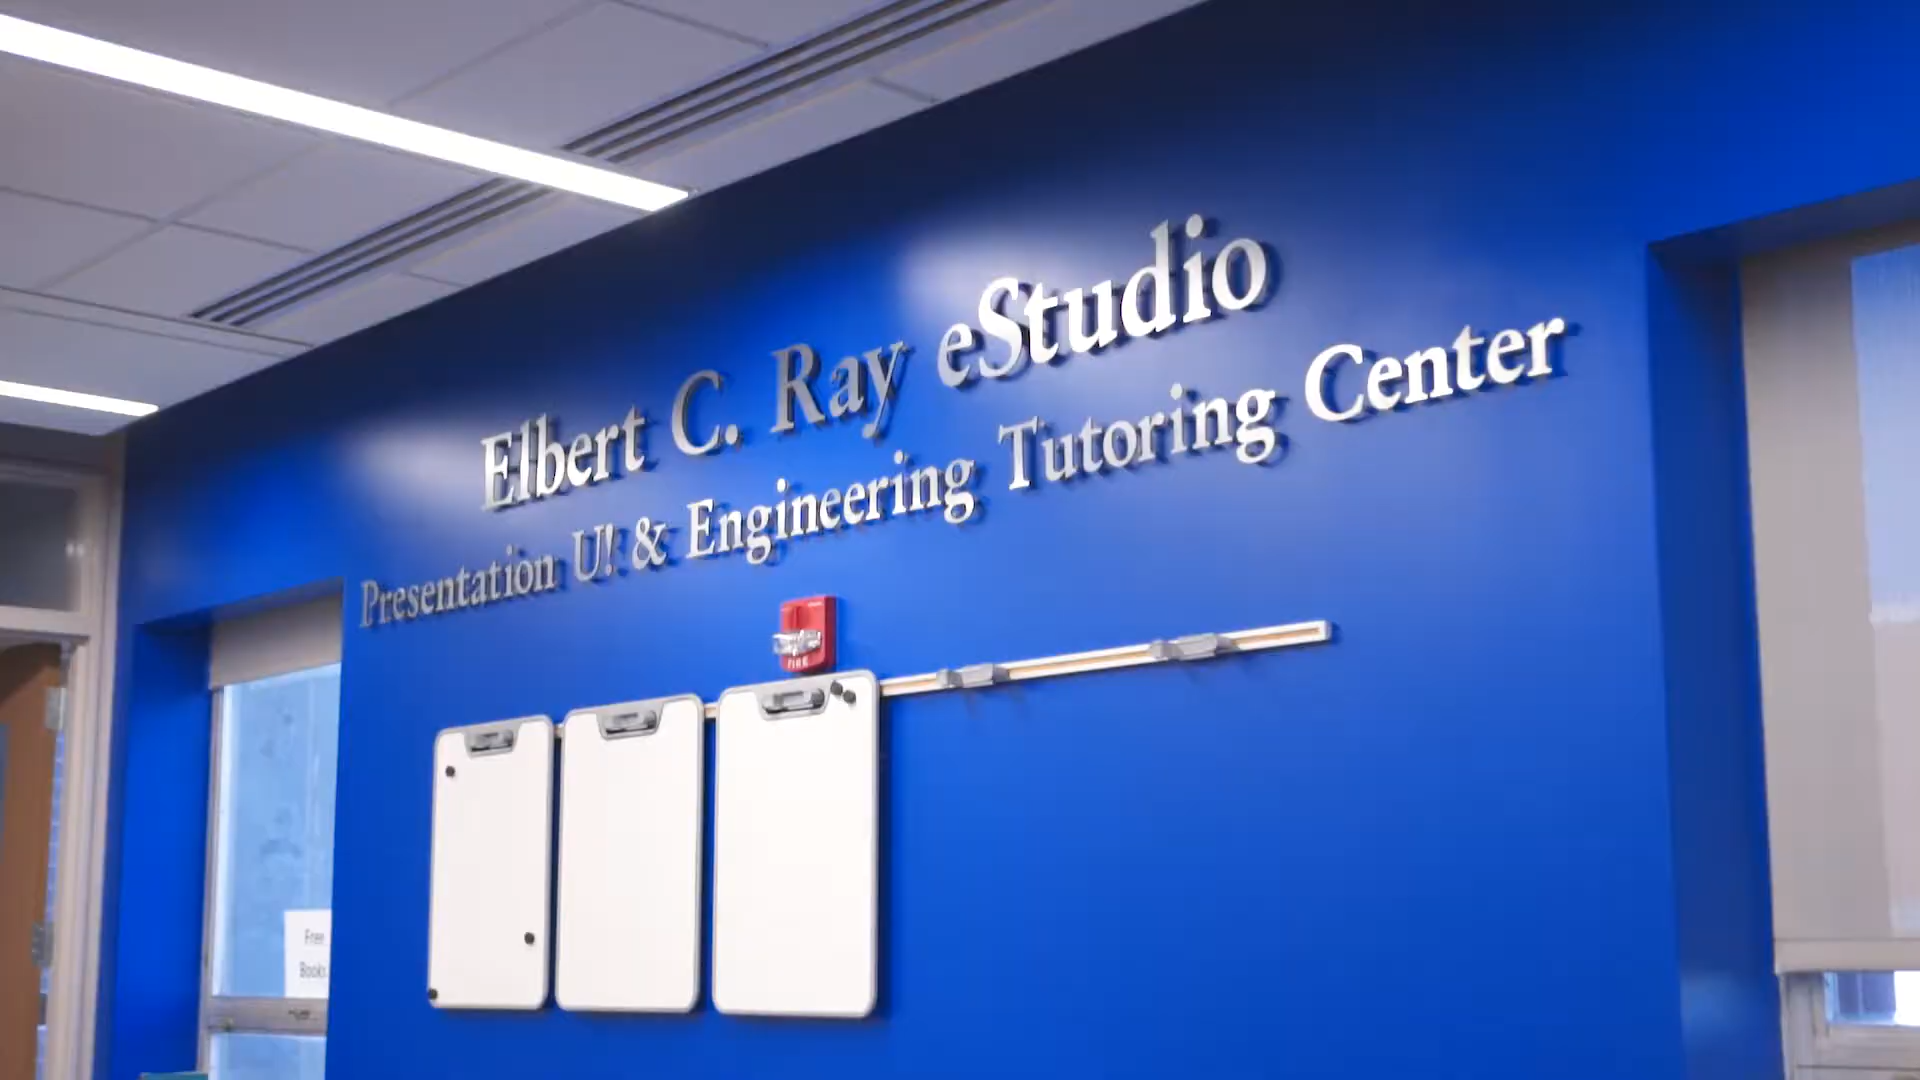 Elbert C. Ray eStudio
Presentation U! & Engineering Tutoring Center
FIRE
Free
Books